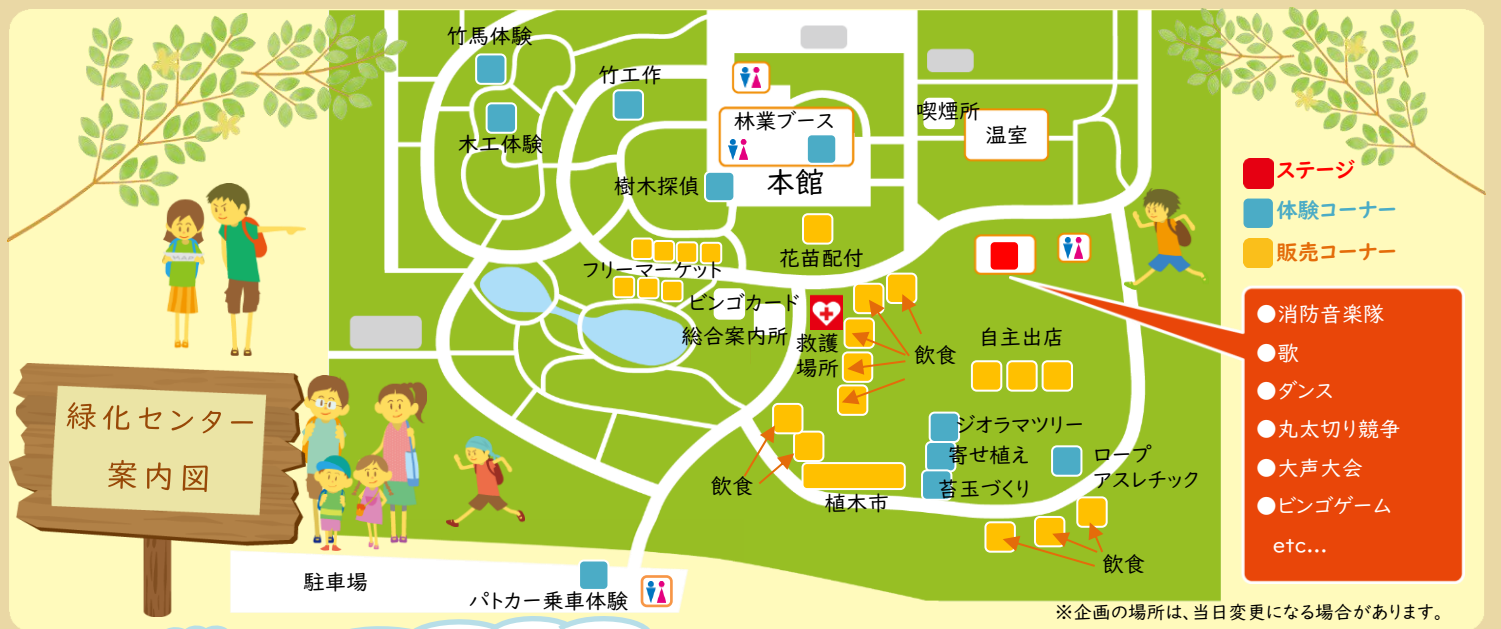 緑化センター
案内図
竹馬体験
木工体験
竹工作
林業ブース
本館
樹木探偵
喫煙所
温室
花苗配付
フリーマーケット
ビンゴカード
総合案内所
救護
場所
飲食
自主出店
ジオラマツリー
寄せ植え
苔玉づくり
ロープ
アスレチック
飲食
植木市
飲食
駐車場
パトカー乗車体験
ステージ
体験コーナー
販売コーナー
●消防音楽隊
●歌
●ダンス
●丸太切り競争
●大声大会
●ビンゴゲーム
etc...
※企画の場所は、当日変更になる場合があります。